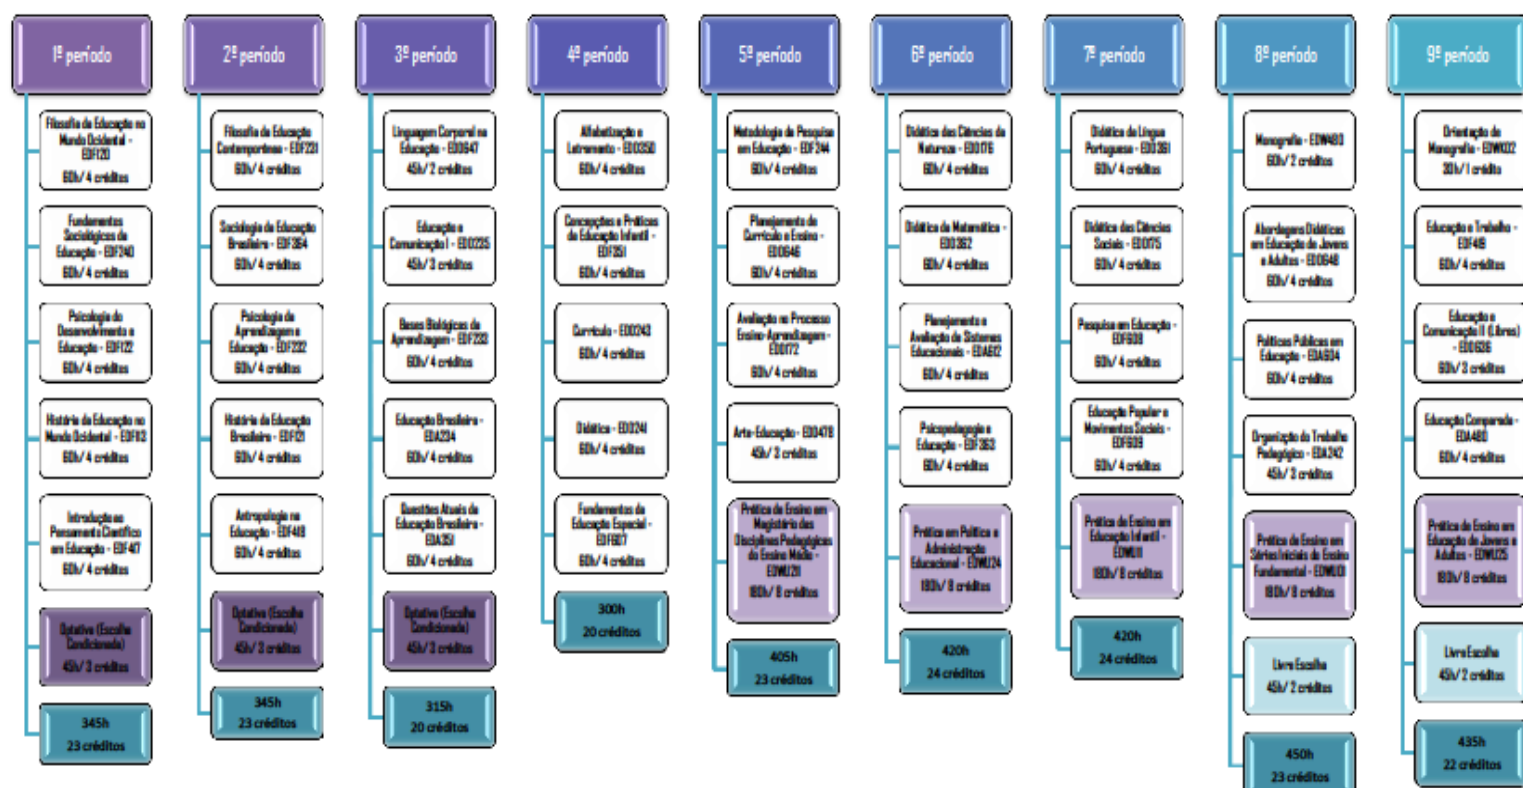 1º período
Filosofia da Educação no
Mundo Ocidental -
EDF120
60h/ 4 créditos
Fundamentos
Sociológicos da
Educação - EDF240
60h/ 4 créditos
Psicologia do
Desenvolvimento e
Educação - EDF122
60h/ 4 créditos
História da Educação no
Mundo Ocidental - EDF113
60h/ 4 créditos
Introdução ao
Pensamento Científico
em Educação - EDF417
60h/ 4 créditos
Optativa (Escolha
Condicionada)
45h/ 3 créditos
345h
23 créditos
2º período
Filosofia da Educação
Contemporânea - EDF231
60h/ 4 créditos
Sociologia da Educação
Brasileira - EDF364
60h/ 4 créditos
Psicologia da
Aprendizagem e
Educação - EDF232
60h/ 4 créditos
História da Educação
Brasileira - EDF121
60h/ 4 créditos
Antropologia na
Educação - EDF418
60h/ 4 créditos
Optativa (Escolha
Condicionada)
45h/ 3 créditos
345h
23 créditos
3º período
Linguagem Corporal na
Educação - EDD647
45h/ 2 créditos
Educação e
Comunicação I - EDD235
45h/ 3 créditos
Bases Biológicas da
Aprendizagem - EDF233
60h/ 4 créditos
Educação Brasileira -
EDA234
60h/ 4 créditos
Questões Atuais da
Educação Brasileira -
EDA351
60h/ 4 créditos
Optativa (Escolha
Condicionada)
45h/ 3 créditos
315h
20 créditos
4º período
Alfabetização e
Letramento - EDD350
60h/ 4 créditos
Concepções e Práticas
da Educação Infantil -
EDF351
60h/ 4 créditos
Currículo - EDD243
60h/ 4 créditos
Didática - EDD241
60h/ 4 créditos
Fundamentos da
Educação Especial -
EDF607
60h/ 4 créditos
300h
20 créditos
5º período
Metodologia da Pesquisa
em Educação - EDF244
60h/ 4 créditos
Planejamento de
Currículo e Ensino -
EDD646
60h/ 4 créditos
Avaliação no Processo
Ensino-Aprendizagem -
EDD172
60h/ 4 créditos
Arte-Educação - EDD478
45h/ 3 créditos
Prática de Ensino em
Magistério das
Disciplinas Pedagógicas
do Ensino Médio -
EDWU211
180h/ 8 créditos
405h
23 créditos
6º período
Didática das Ciências da
Natureza - EDD176
60h/ 4 créditos
Didática da Matemática -
EDD362
60h/ 4 créditos
Planejamento e
Avaliação de Sistemas
Educacionais - EDA612
60h/ 4 créditos
Psicopedagogia e
Educação - EDF363
60h/ 4 créditos
Prática em Política e
Administração
Educacional - EDWU24
180h/ 8 créditos
420h
24 créditos
7º período
Didática da Língua
Portuguesa - EDD361
60h/ 4 créditos
Didática das Ciências
Sociais - EDD175
60h/ 4 créditos
Pesquisa em Educação -
EDF608
60h/ 4 créditos
Educação Popular e
Movimentos Sociais -
EDF609
60h/ 4 créditos
Prática de Ensino em
Educação Infantil -
EDWU11
180h/ 8 créditos
420h
24 créditos
8º período
Monografia - EDW480
60h/ 2 créditos
Abordagens Didáticas
em Educação de Jovens
e Adultos - EDD648
60h/ 4 créditos
Políticas Públicas em
Educação - EDA604
60h/ 4 créditos
Organização do Trabalho
Pedagógico - EDA242
45h/ 3 créditos
Prática de Ensino em
Séries Iniciais do Ensino
Fundamental - EDWU01
180h/ 8 créditos
Livre Escolha
45h/ 2 créditos
450h
23 créditos
9º período
Orientação de
Monografia - EDWK02
30h/ 1 crédito
Educação e Trabalho -
EDF419
60h/ 4 créditos
Educação e
Comunicação II (Libras)
- EDD636
60h/ 3 créditos
Educação Comparada -
EDA480
60h/ 4 créditos
Prática de Ensino em
Educação de Jovens e
Adultos - EDWU25
180h/ 8 créditos
Livre Escolha
45h/ 2 créditos
435h
22 créditos